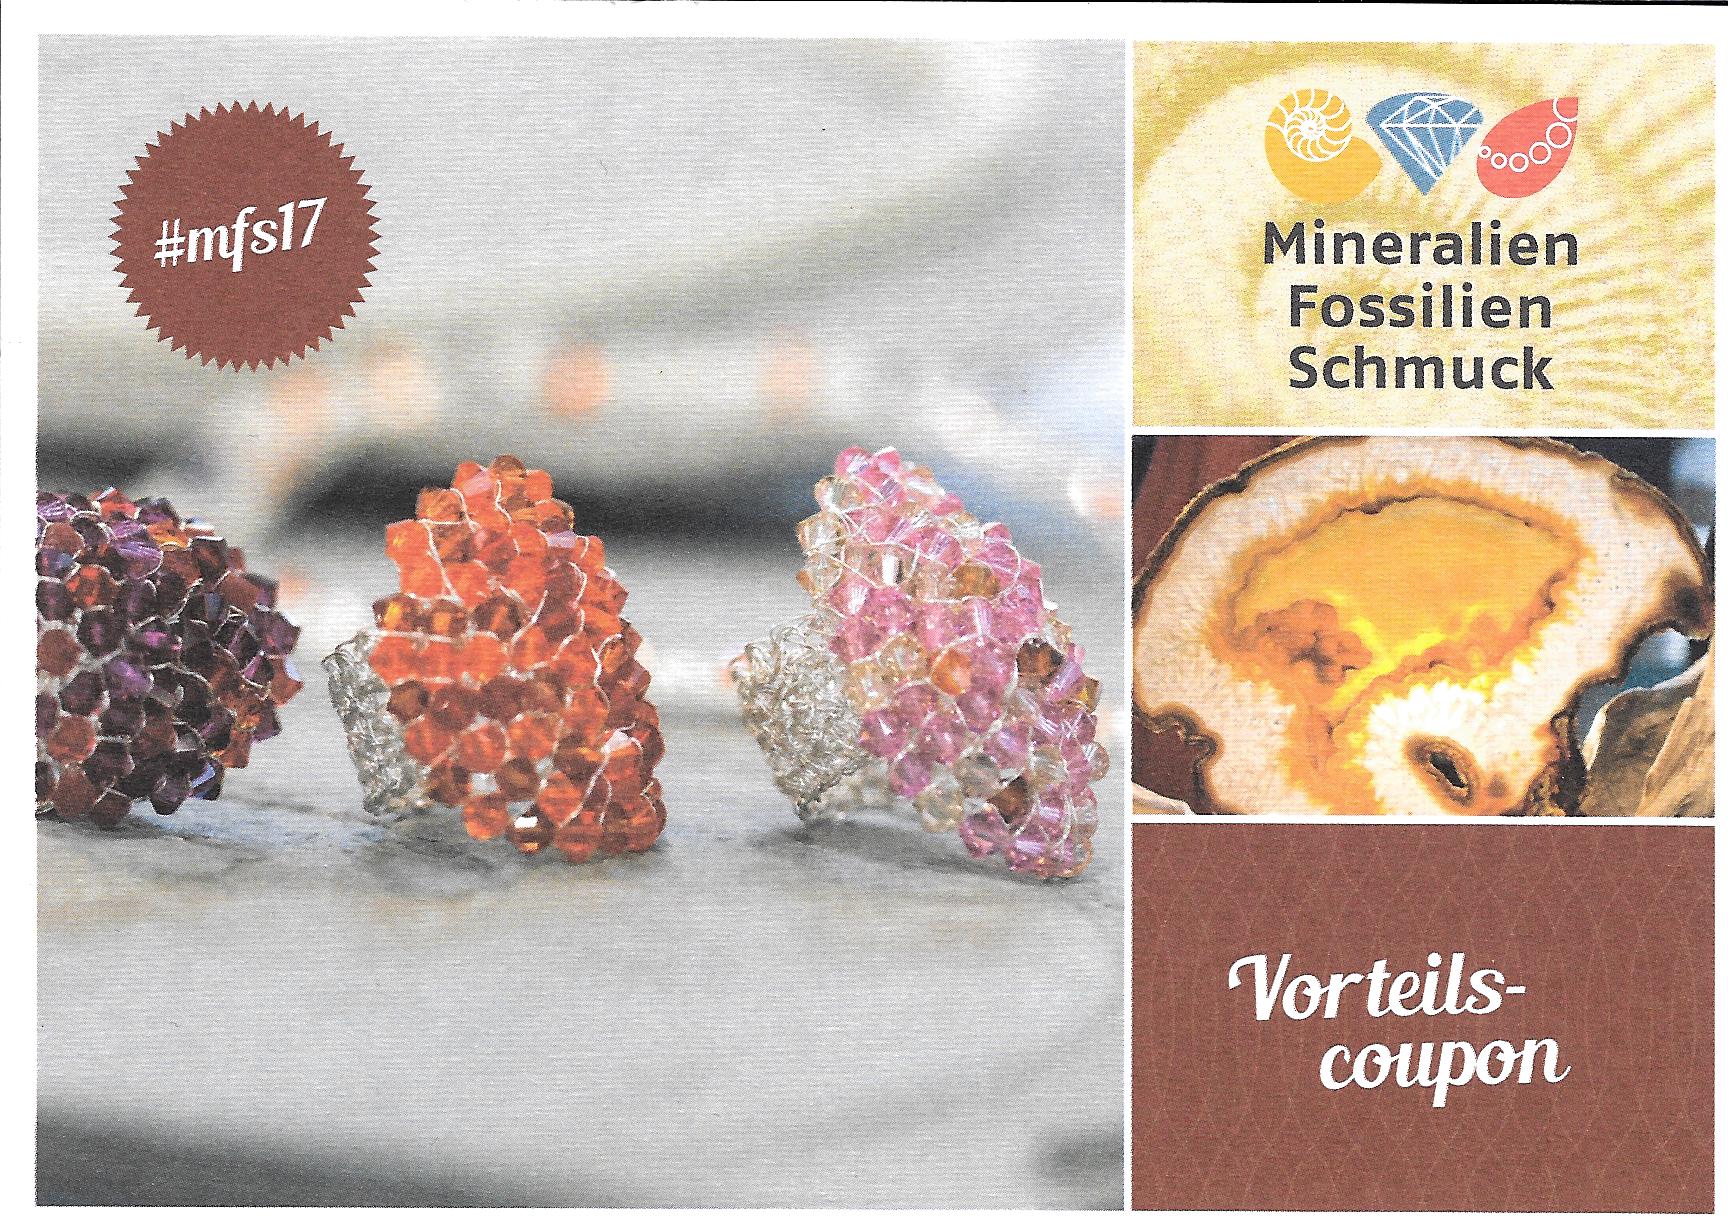 #mfs17
Mineralien
Fossilien
Schmuck
Vorteils-
coupon